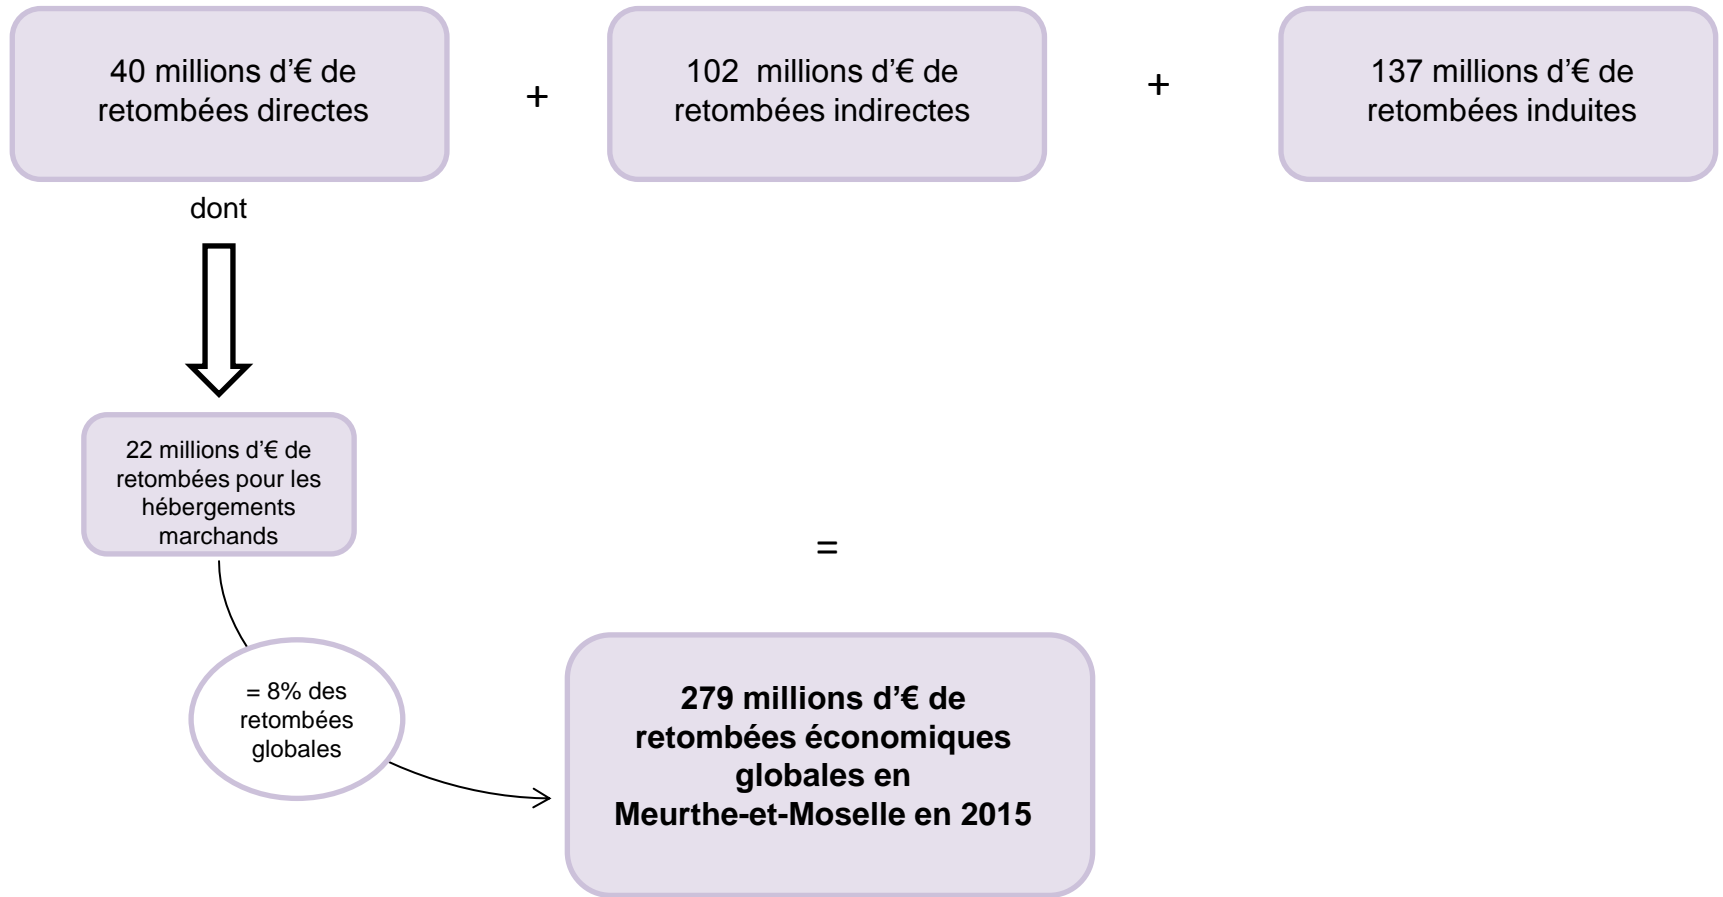 40 millions d'€ de
retombées directes
+
102 millions d'€ de
retombées indirectes
+
137 millions d'€ de
retombées induites
dont
22 millions d'€ de
retombées pour les
hébergements
marchands
=
= 8% des
retombées
globales
279 millions d'€ de
retombées économiques
globales en
Meurthe-et-Moselle en 2015